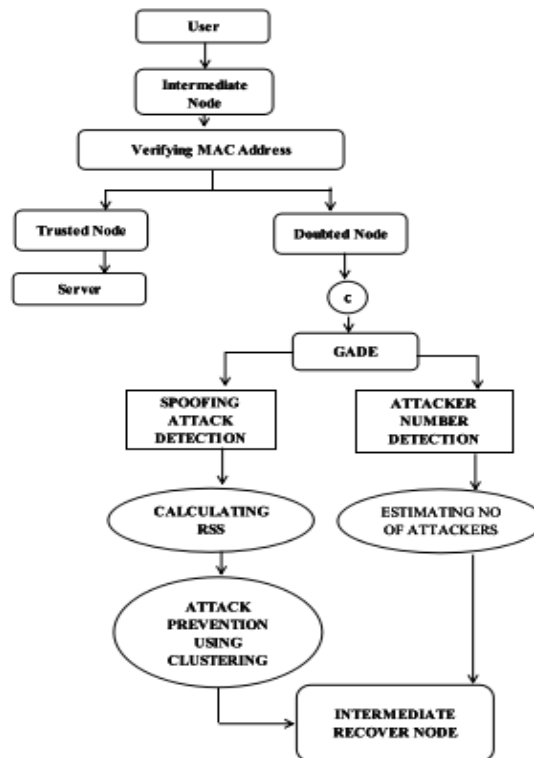 User
Intermediate
Node
Verifying MAC Address
Trusted Node
Doubted Node
Server
C
GADE
SPOOFING
ATTACK
DETECTION
ATTACKER
NUMBER
DETECTION
CALCULATING
RSS
ESTIMATING NO
OF ATTACKERS
ATTACK
PREVENTION
USING
CLUSTERING
INTERMEDIATE
RECOVER NODE